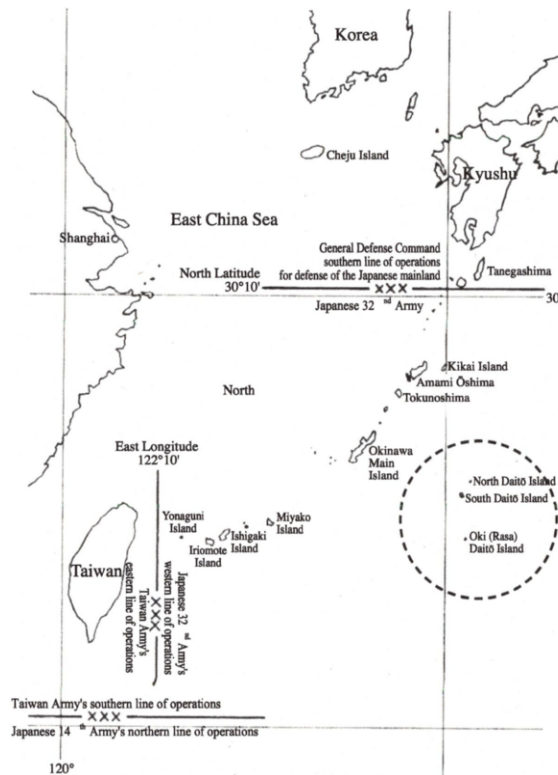 Korea
Cheju Island
Kyushu
East China Sea
Shanghai
General Defense Command
southern line of operations
for defense of the Japanese mainland
Tanegashima
North Latitude
30°10'
30
Japanese 32nd Army
Kikai Island
Amami Ōshima
Tokunoshima
North
Okinawa
Main
Island
East Longitude
122°10'
North Daitō Island
South Daitō Island
Oki (Rasa)
Daitō Island
Yonaguni
Island
Iriomote
Island
Ishigaki
Island
Miyako
Island
Taiwan
Japanese 32nd Army's
western line of operations
Taiwan Army's
eastern line of operations
Taiwan Army's southern line of operations
Japanese 14th Army's northern line of operations
120°